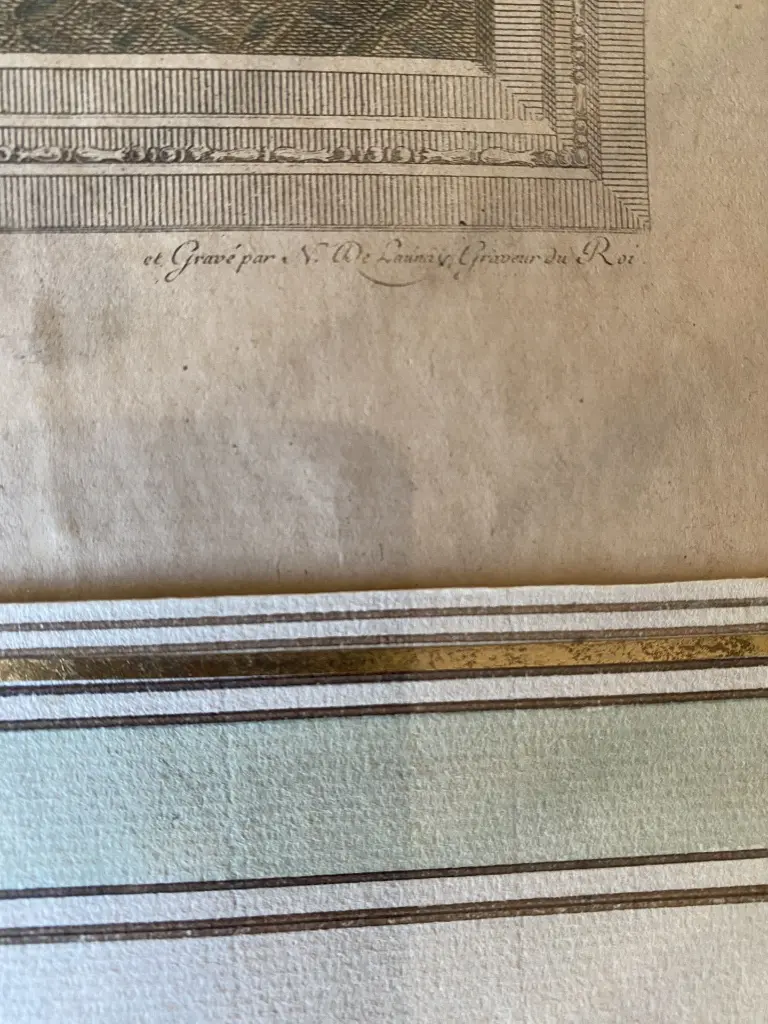 et Gravé par N. De Launay, Graveur du Roi.